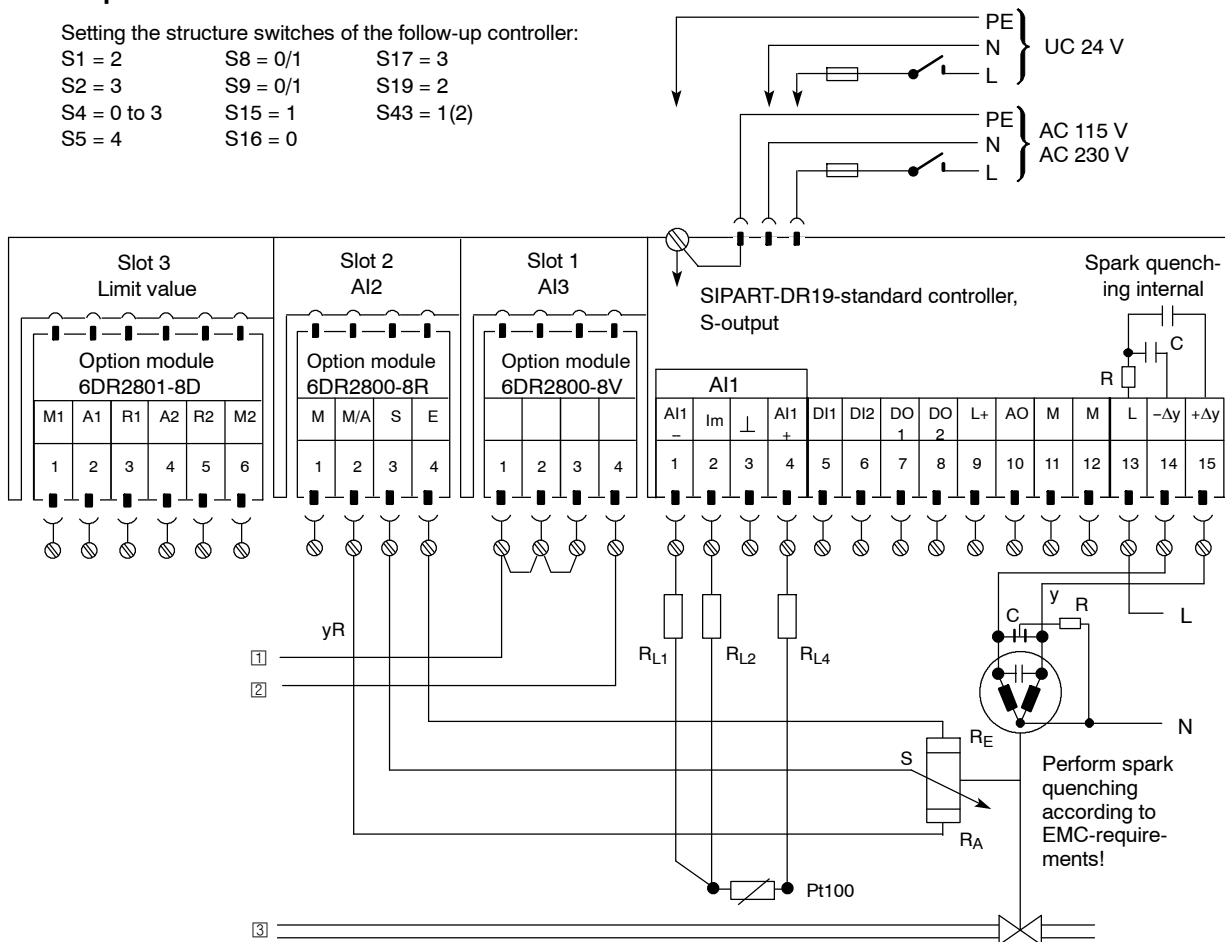 Setting the structure switches of the follow-up controller:
S1 = 2 S8 = 0/1 S17 = 3
S2 = 3 S9 = 0/1 S19 = 2
S4 = 0 to 3 S15 = 1 S43 = 1(2)
S5 = 4 S16 = 0
PE
N
L
UC 24 V
PE
N
L
AC 115 V
AC 230 V
Slot 3
Limit value
Slot 2
AI2
Slot 1
AI3
SIPART-DR19-standard controller,
S-output
Spark quench-
ing internal
C
R
Option module
6DR2801-8D
Option module
6DR2800-8R
Option module
6DR2800-8V
AI1
M1 A1 R1 A2 R2 M2
1 2 3 4 5 6
M M/A S E
1 2 3 4
1 2 3 4
AI1 − Im ⊥ AI1 + DI1 DI2 DO 1 DO 2 L+ AO M M L −Δy +Δy
1 2 3 4 5 6 7 8 9 10 11 12 13 14 15
yR
1
2
RL1
RL2
RL4
y
C
R
L
N
RE
S
RA
Pt100
Perform spark
quenching
according to
EMC-require-
ments!
3